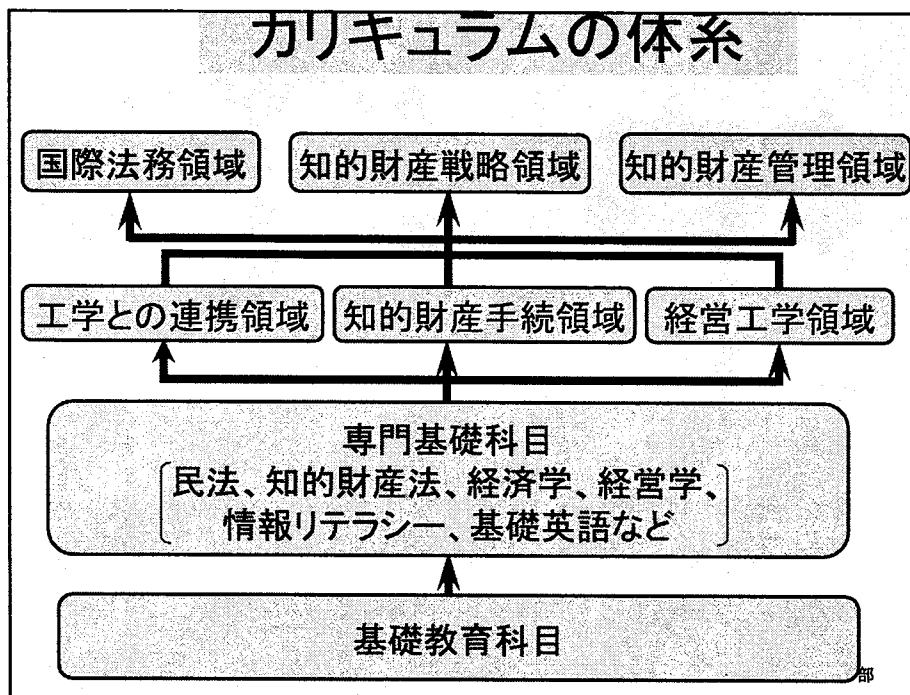 カリキュラムの体系
国際法務領域
知的財産戦略領域
知的財産管理領域
工学との連携領域
知的財産手続領域
経営工学領域
専門基礎科目
民法、知的財産法、経済学、経営学、
情報リテラシー、基礎英語など
基礎教育科目
部